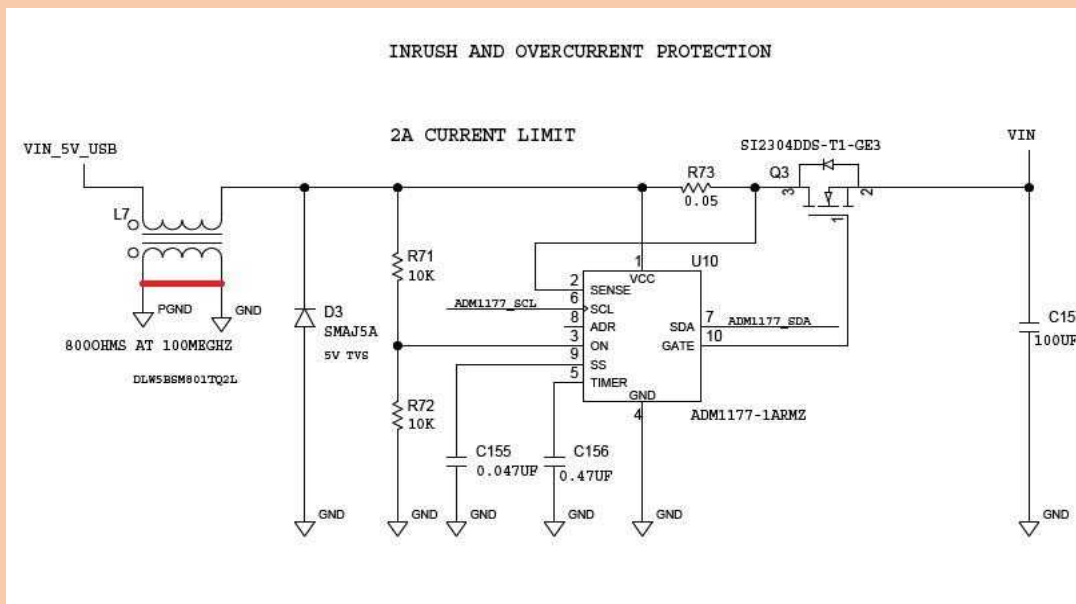 INRUSH AND OVERCURRENT PROTECTION
2A CURRENT LIMIT
VIN_5V_USB
SI2304DDS-T1-GE3
VIN
R73
0.05
Q3
3
2
1
L7
R71
10K
1
U10
VCC
2
SENSE
6
ADM1177_SCL
SCL
8
ADR
3
ON
9
SS
5
TIMER
SDA
7
ADM1177_SDA
GATE
10
GND
4
ADM1177-1ARMZ
PGND
GND
D3
SMAJ5A
5V TVS
800OHMS AT 100MEGHZ
DLW5BSM801TQ2L
R72
10K
C155
0.047UF
C156
0.47UF
C15
100UF
GND
GND
GND
GND
GND
GND